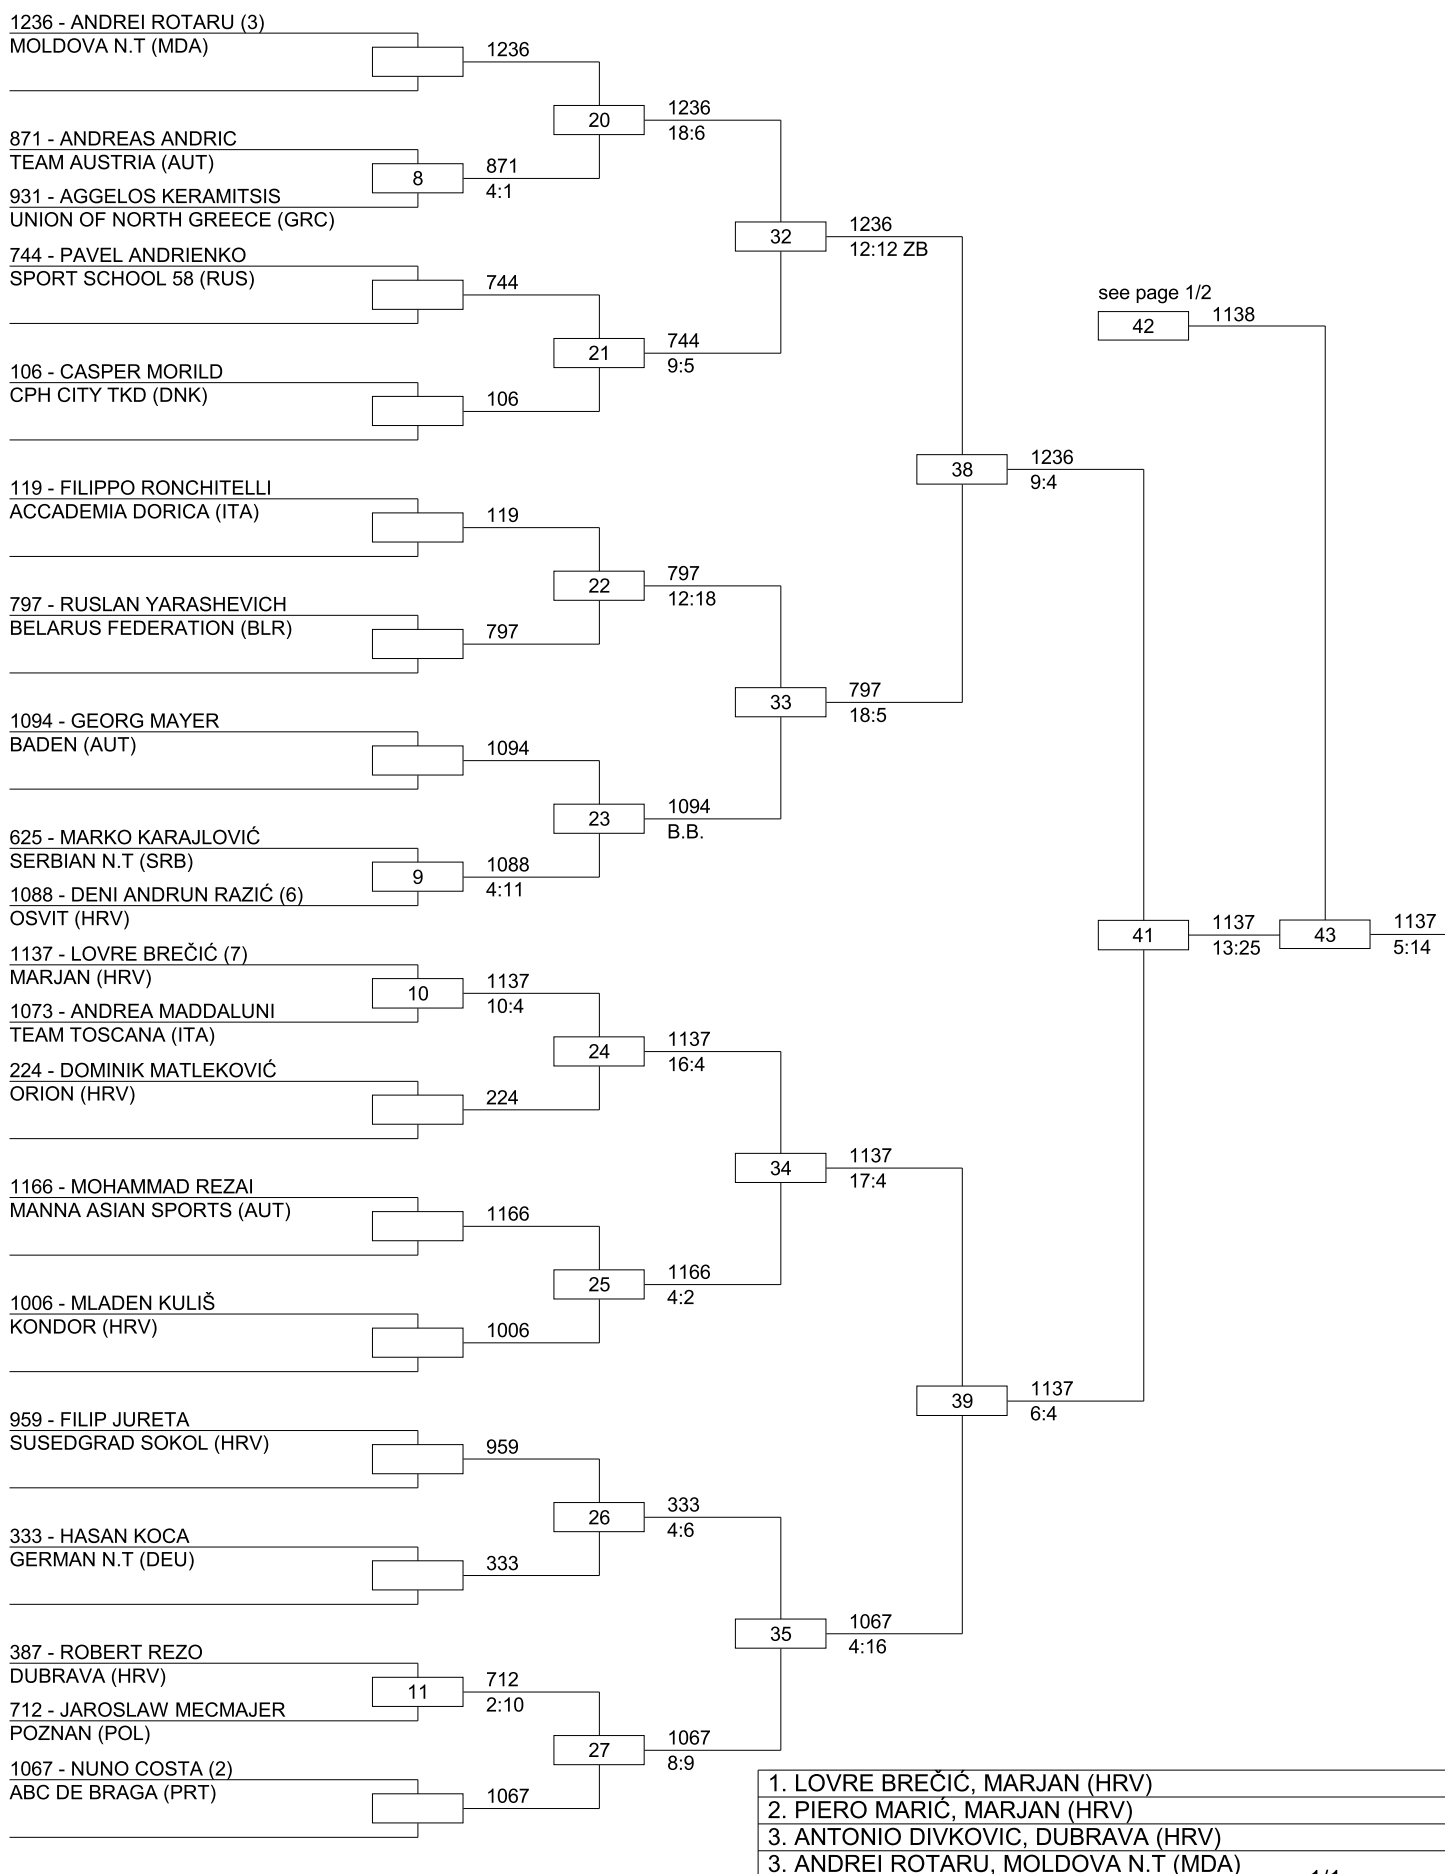 1236 - ANDREI ROTARU (3)
MOLDOVA N.T (MDA)
1236
20
1236
18:6
871 - ANDREAS ANDRIC
TEAM AUSTRIA (AUT)
8
871
4:1
931 - AGGELOS KERAMITSIS
UNION OF NORTH GREECE (GRC)
32
1236
12:12 ZB
744 - PAVEL ANDRIENKO
SPORT SCHOOL 58 (RUS)
744
see page 1/2
42
1138
21
744
9:5
106 - CASPER MORILD
CPH CITY TKD (DNK)
106
38
1236
9:4
119 - FILIPPO RONCHITELLI
ACCADEMIA DORICA (ITA)
119
22
797
12:18
797 - RUSLAN YARASHEVICH
BELARUS FEDERATION (BLR)
797
33
797
18:5
1094 - GEORG MAYER
BADEN (AUT)
1094
23
1094
B.B.
625 - MARKO KARAJLOVIĆ
SERBIAN N.T (SRB)
9
1088
4:11
1088 - DENI ANDRUN RAZIĆ (6)
OSVIT (HRV)
41
1137
13:25
43
1137
5:14
1137 - LOVRE BREČIĆ (7)
MARJAN (HRV)
10
1137
10:4
1073 - ANDREA MADDALUNI
TEAM TOSCANA (ITA)
24
1137
16:4
224 - DOMINIK MATLEKOVIĆ
ORION (HRV)
224
34
1137
17:4
1166 - MOHAMMAD REZAI
MANNA ASIAN SPORTS (AUT)
1166
25
1166
4:2
1006 - MLADEN KULIŠ
KONDOR (HRV)
1006
39
1137
6:4
959 - FILIP JURETA
SUSEDGRAD SOKOL (HRV)
959
26
333
4:6
333 - HASAN KOCA
GERMAN N.T (DEU)
333
35
1067
4:16
387 - ROBERT REZO
DUBRAVA (HRV)
11
712
2:10
712 - JAROSLAW MECMAJER
POZNAN (POL)
27
1067
8:9
1067 - NUNO COSTA (2)
ABC DE BRAGA (PRT)
1067
1. LOVRE BREČIĆ, MARJAN (HRV)
2. PIERO MARIĆ, MARJAN (HRV)
3. ANTONIO DIVKOVIC, DUBRAVA (HRV)
3. ANDREI ROTARU, MOLDOVA N.T (MDA)
1/1